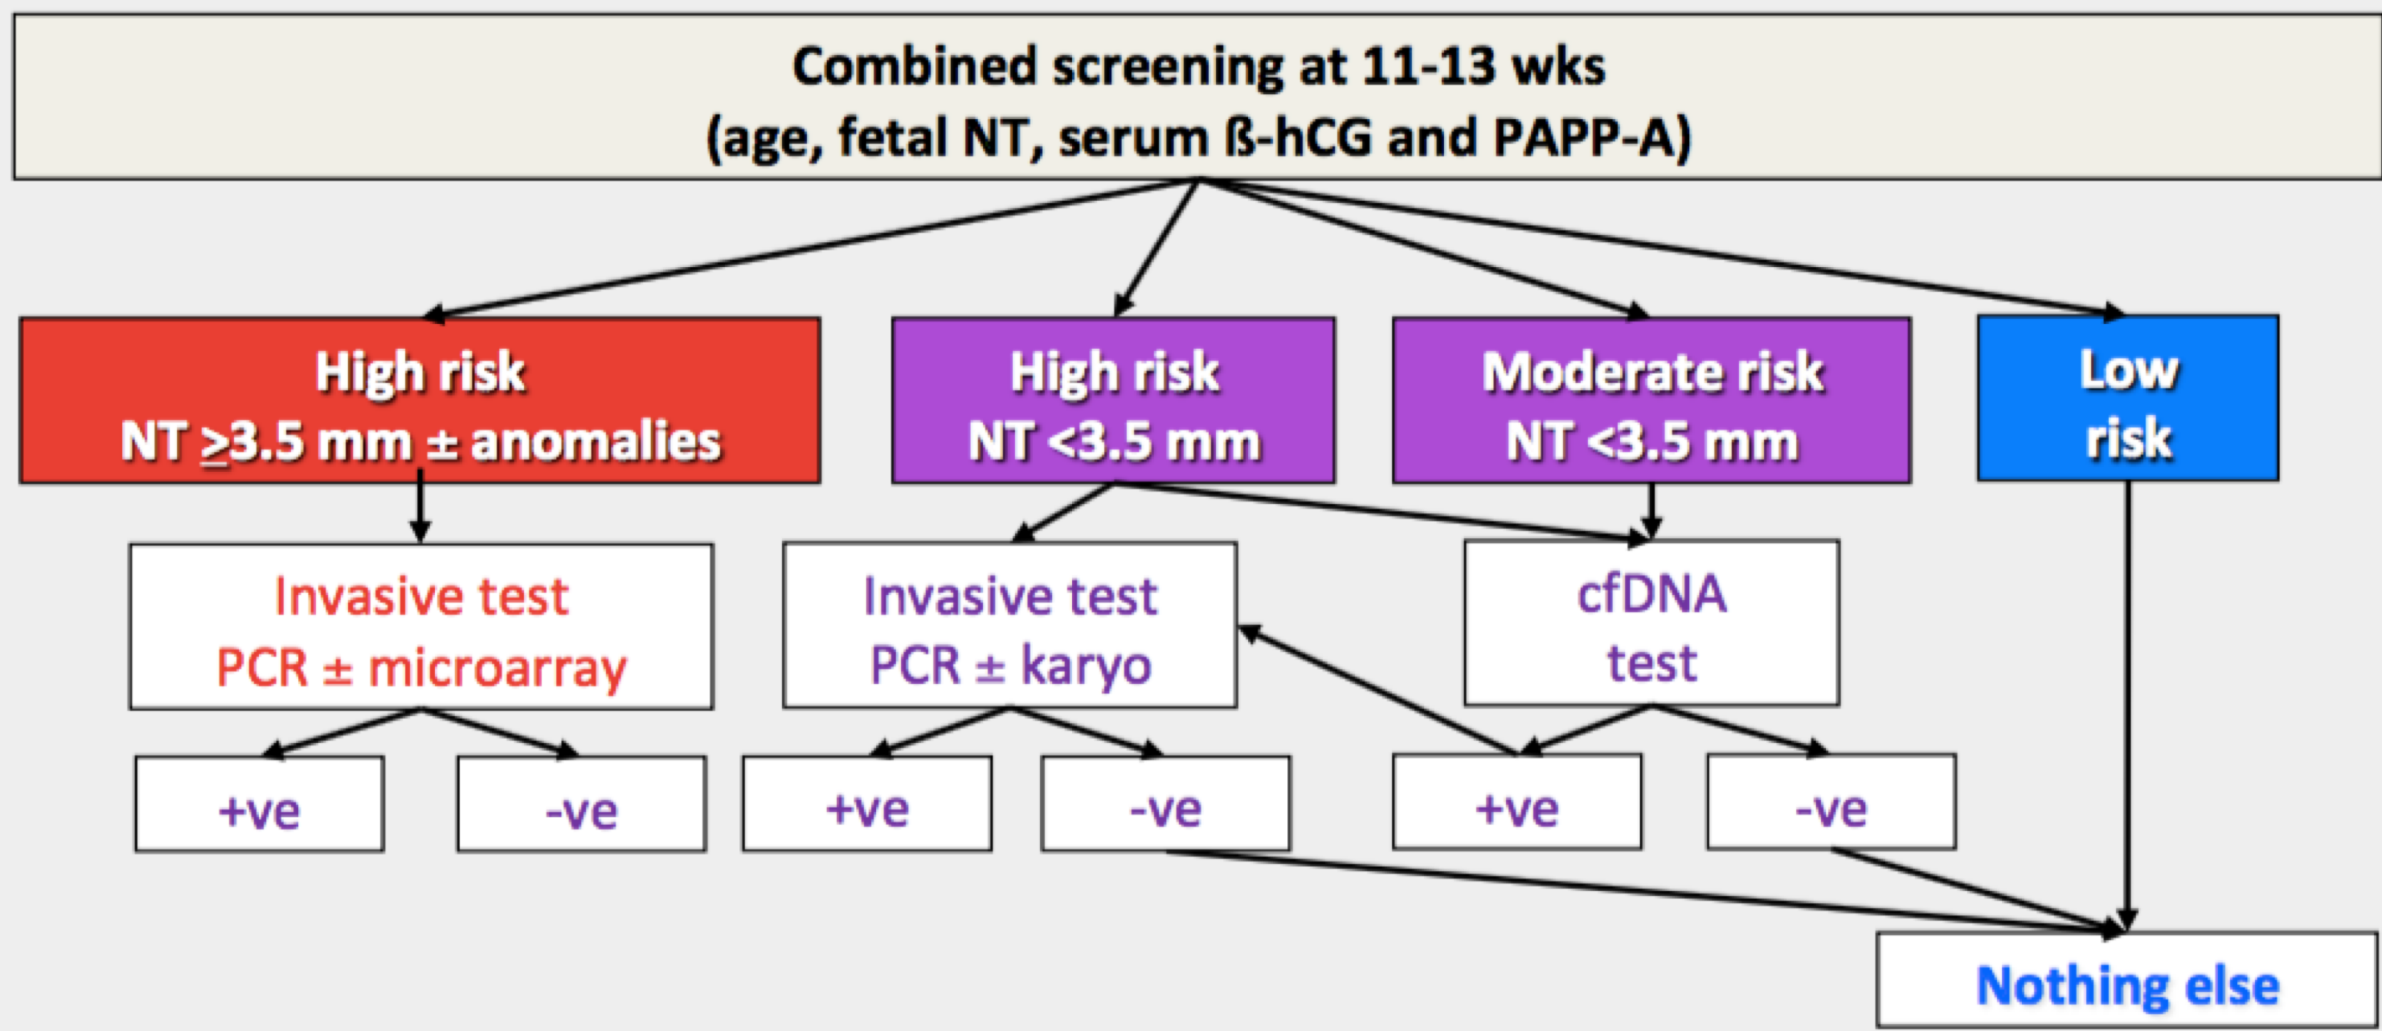 Combined screening at 11-13 wks
(age, fetal NT, serum ß-hCG and PAPP-A)
High risk
NT ≥3.5 mm ± anomalies
High risk
NT <3.5 mm
Moderate risk
NT <3.5 mm
Low
risk
Invasive test
PCR ± microarray
Invasive test
PCR ± karyo
cfDNA
test
+ve
-ve
+ve
-ve
+ve
-ve
Nothing else